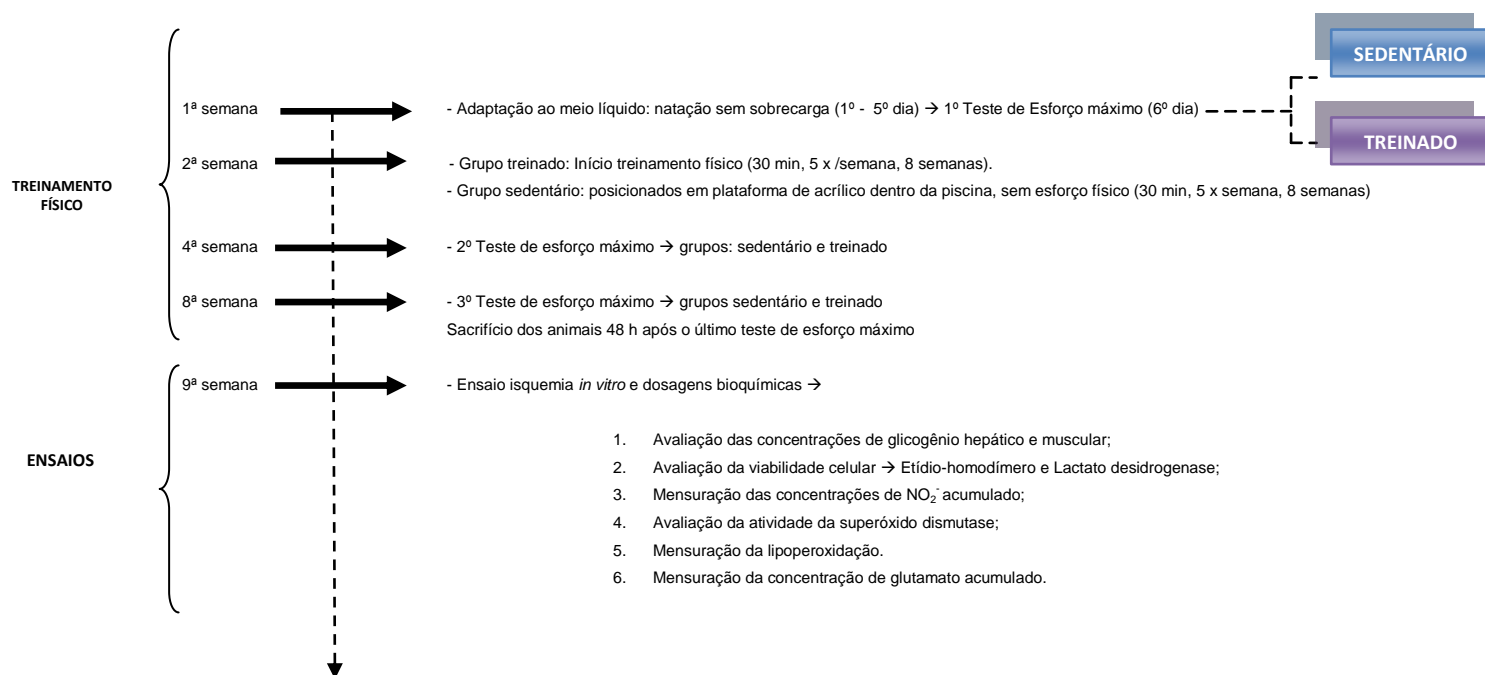 SEDENTÁRIO
1ª semana
- Adaptação ao meio líquido: natação sem sobrecarga (1º - 5º dia) → 1º Teste de Esforço máximo (6º dia)
TREINADO
2ª semana
- Grupo treinado: Início treinamento físico (30 min, 5 x /semana, 8 semanas).
- Grupo sedentário: posicionados em plataforma de acrílico dentro da piscina, sem esforço físico (30 min, 5 x semana, 8 semanas)
TREINAMENTO
FÍSICO
4ª semana
- 2º Teste de esforço máximo → grupos: sedentário e treinado
8ª semana
- 3º Teste de esforço máximo → grupos sedentário e treinado
Sacrifício dos animais 48 h após o último teste de esforço máximo
9ª semana
- Ensaio isquemia in vitro e dosagens bioquímicas →
ENSAIOS
1. Avaliação das concentrações de glicogênio hepático e muscular;
2. Avaliação da viabilidade celular → Etídio-homodímero e Lactato desidrogenase;
3. Mensuração das concentrações de NO₂⁻ acumulado;
4. Avaliação da atividade da superóxido dismutase;
5. Mensuração da lipoperoxidação.
6. Mensuração da concentração de glutamato acumulado.